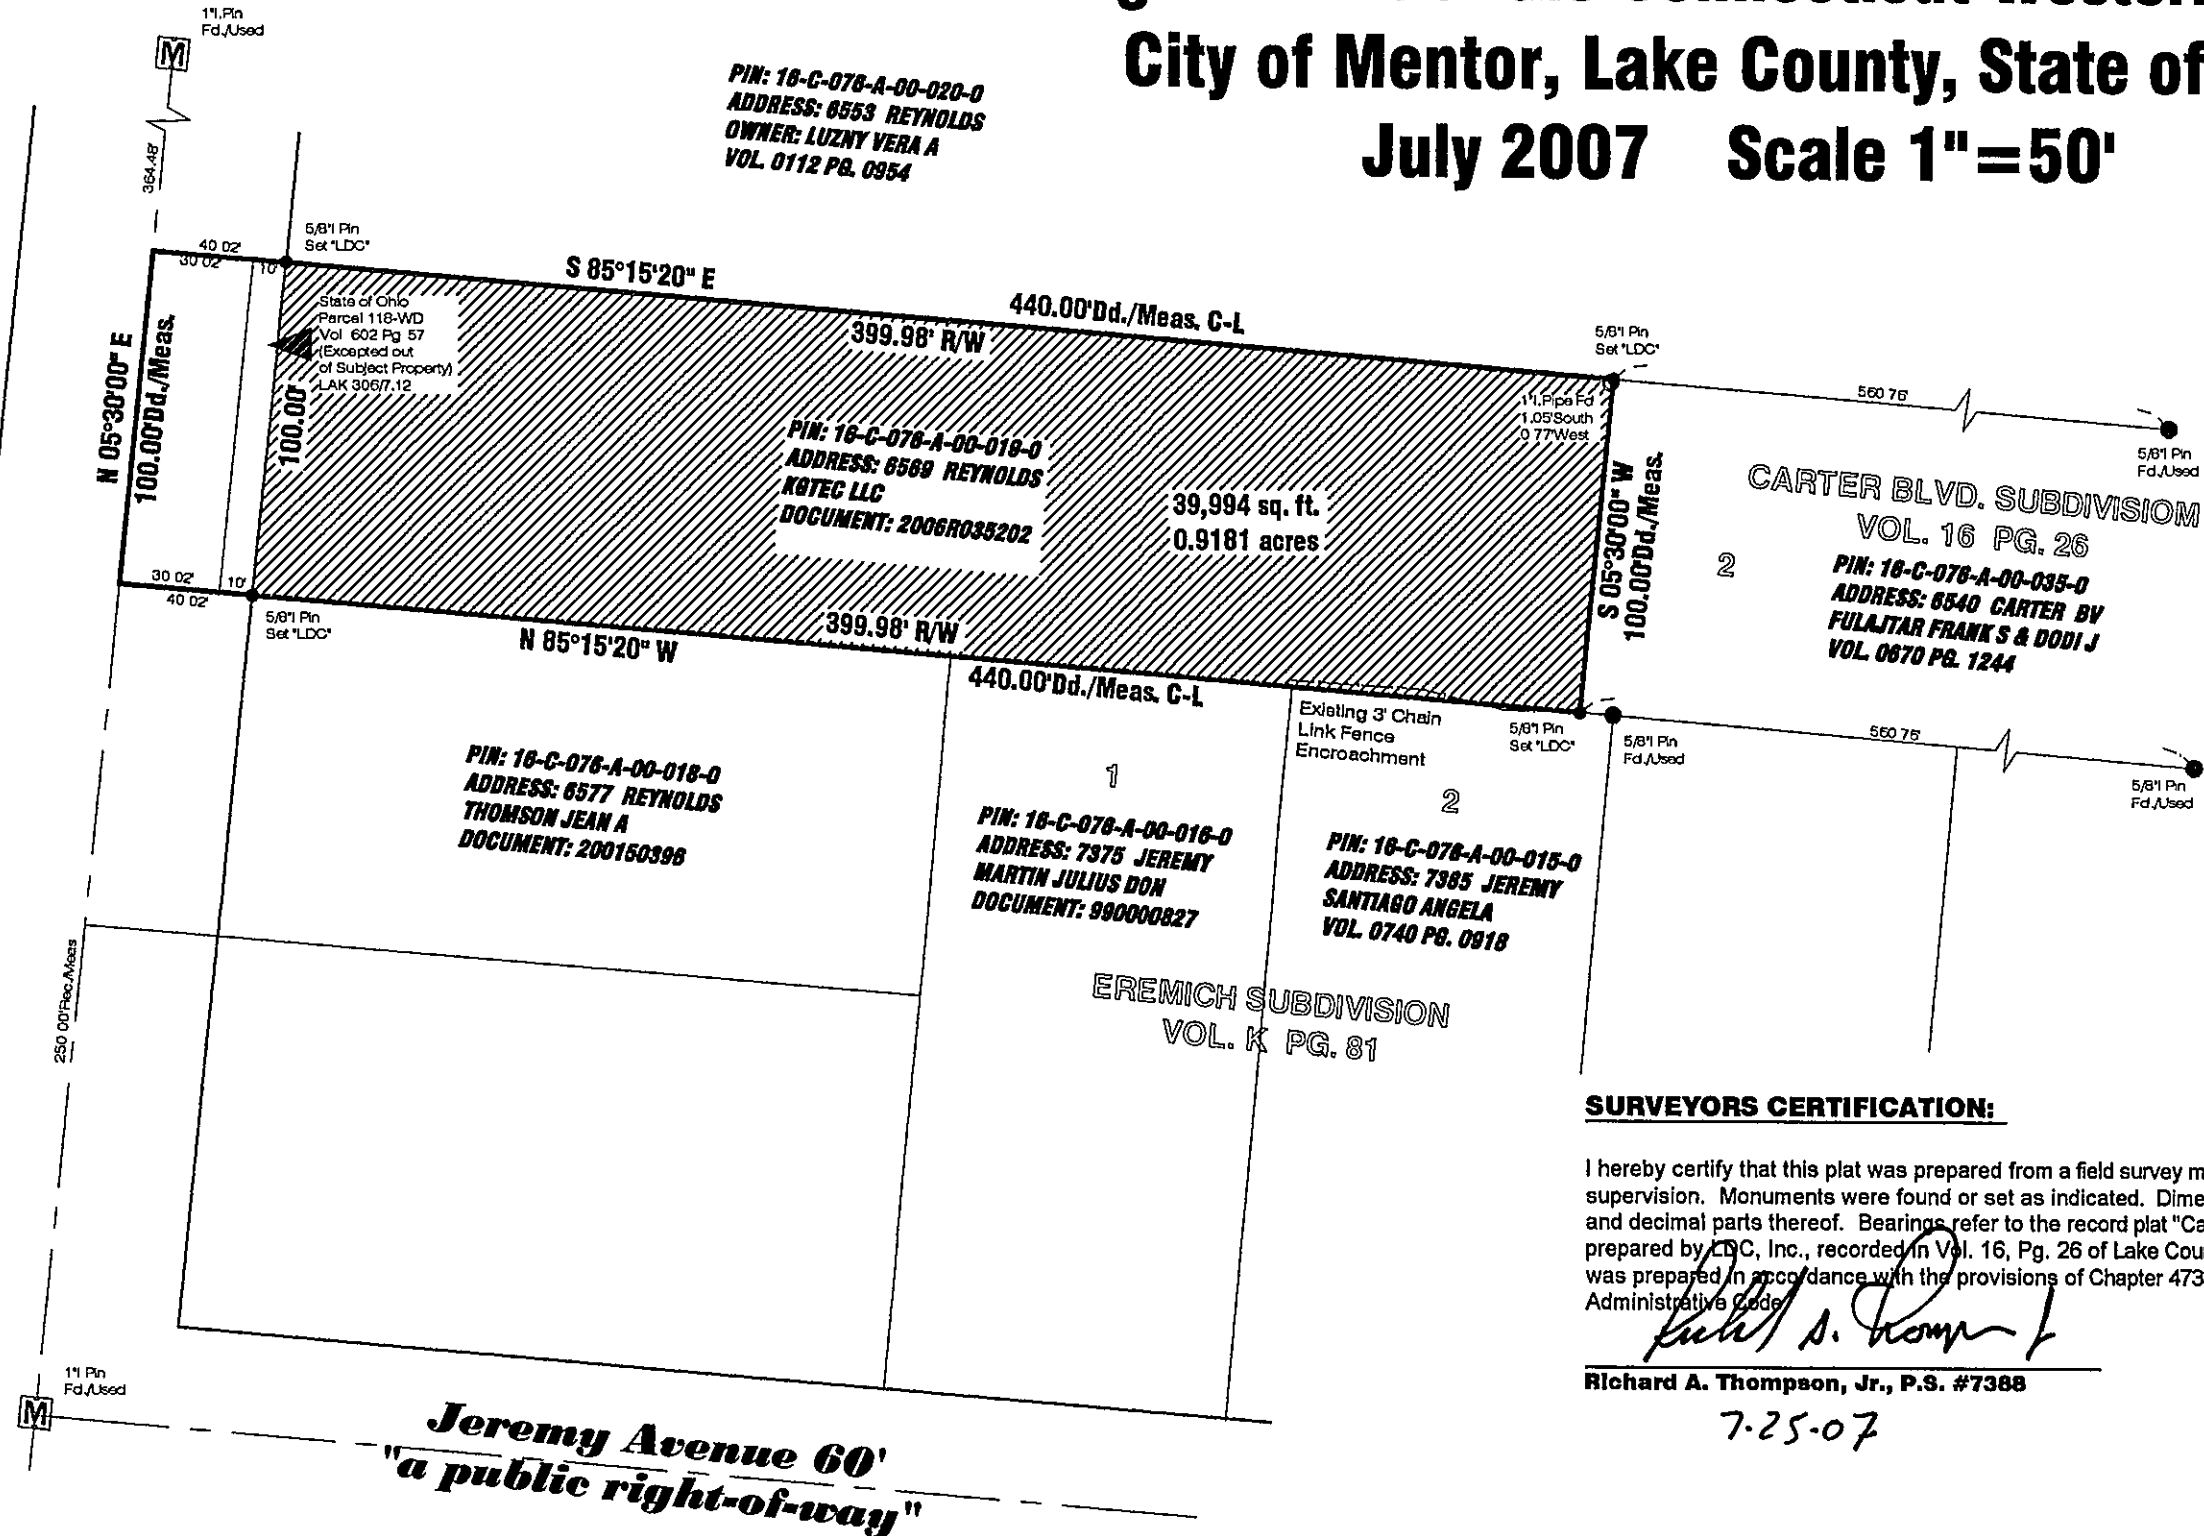 City of Mentor, Lake County, State of
July 2007 Scale 1"=50'
1"I.Pin
Fd./Used
M
364.48'
PIN: 16-C-076-A-00-020-0
ADDRESS: 6553 REYNOLDS
OWNER: LUZNY VERA A
VOL. 0112 PG. 0954
5/8"I Pin
Set "LDC"
40 02'
30 02'
10'
S 85°15'20" E
440.00'Dd./Meas. C-L
399.98' R/W
State of Ohio
Parcel 118-WD
Vol 602 Pg 57
(Excepted out
of Subject Property)
LAK 306/7.12
N 05°30'00" E
100.00'Dd./Meas.
100.00'
PIN: 16-C-076-A-00-019-0
ADDRESS: 6569 REYNOLDS
KGTEC LLC
DOCUMENT: 2006R035202
39,994 sq. ft.
0.9181 acres
5/8"I Pin
Set "LDC"
1"I.Pipe Fd
1.05'South
0 77'West
S 05°30'00" W
100.00'Dd./Meas.
560 76'
5/8"I Pin
Fd./Used
CARTER BLVD. SUBDIVISIOM
VOL. 16 PG. 26
2
PIN: 16-C-076-A-00-035-0
ADDRESS: 6540 CARTER BV
FULAJTAR FRANK S & DODI J
VOL. 0670 PG. 1244
30 02'
10'
40 02'
5/8"I Pin
Set "LDC"
N 85°15'20" W
399.98' R/W
440.00'Dd./Meas. C-L
Existing 3' Chain
Link Fence
Encroachment
5/8"I Pin
Set "LDC"
5/8"I Pin
Fd./Used
560 76'
5/8"I Pin
Fd./Used
PIN: 16-C-076-A-00-018-0
ADDRESS: 6577 REYNOLDS
THOMSON JEAN A
DOCUMENT: 200150396
1
PIN: 16-C-076-A-00-016-0
ADDRESS: 7375 JEREMY
MARTIN JULIUS DON
DOCUMENT: 990000827
2
PIN: 16-C-076-A-00-015-0
ADDRESS: 7385 JEREMY
SANTIAGO ANGELA
VOL. 0740 PG. 0918
250 00'Rec./Meas
EREMICH SUBDIVISION
VOL. K PG. 81
SURVEYORS CERTIFICATION:
I hereby certify that this plat was prepared from a field survey m
supervision. Monuments were found or set as indicated. Dime
and decimal parts thereof. Bearings refer to the record plat "Ca
prepared by LDC, Inc., recorded in Vol. 16, Pg. 26 of Lake Cou
was prepared in accordance with the provisions of Chapter 473
Administrative Code
Richard A. Thompson, Jr., P.S. #7388
7-25-07
1"I Pin
Fd./Used
M
Jeremy Avenue 60'
"a public right-of-way"